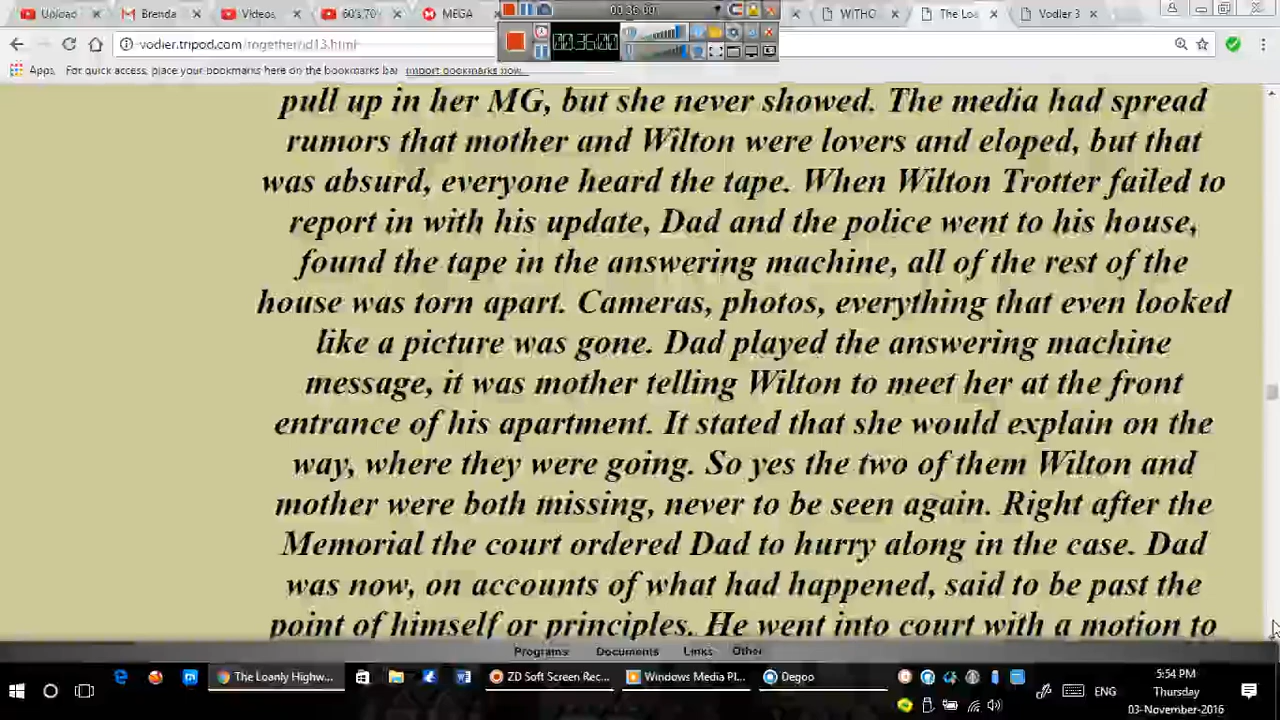 Upload
Brenda
Videos
60's,70'
MEGA
00:36:00
WITHO
The Loa
Vodier 3
vodier.tripod.com/together/id13.html
00:36:00
Apps
For quick access, place your bookmarks here on the bookmarks bar.
Import bookmarks now...
pull up in her MG, but she never showed. The media had spread
rumors that mother and Wilton were lovers and eloped, but that
was absurd, everyone heard the tape. When Wilton Trotter failed to
report in with his update, Dad and the police went to his house,
found the tape in the answering machine, all of the rest of the
house was torn apart. Cameras, photos, everything that even looked
like a picture was gone. Dad played the answering machine
message, it was mother telling Wilton to meet her at the front
entrance of his apartment. It stated that she would explain on the
way, where they were going. So yes the two of them Wilton and
mother were both missing, never to be seen again. Right after the
Memorial the court ordered Dad to hurry along in the case. Dad
was now, on accounts of what had happened, said to be past the
point of himself or principles. He went into court with a motion to
Programs
Documents
Links
Other
The Loanly Highw...
ZD Soft Screen Rec...
Windows Media Pl...
Degoo
ENG
5:54 PM
Thursday
03-November-2016